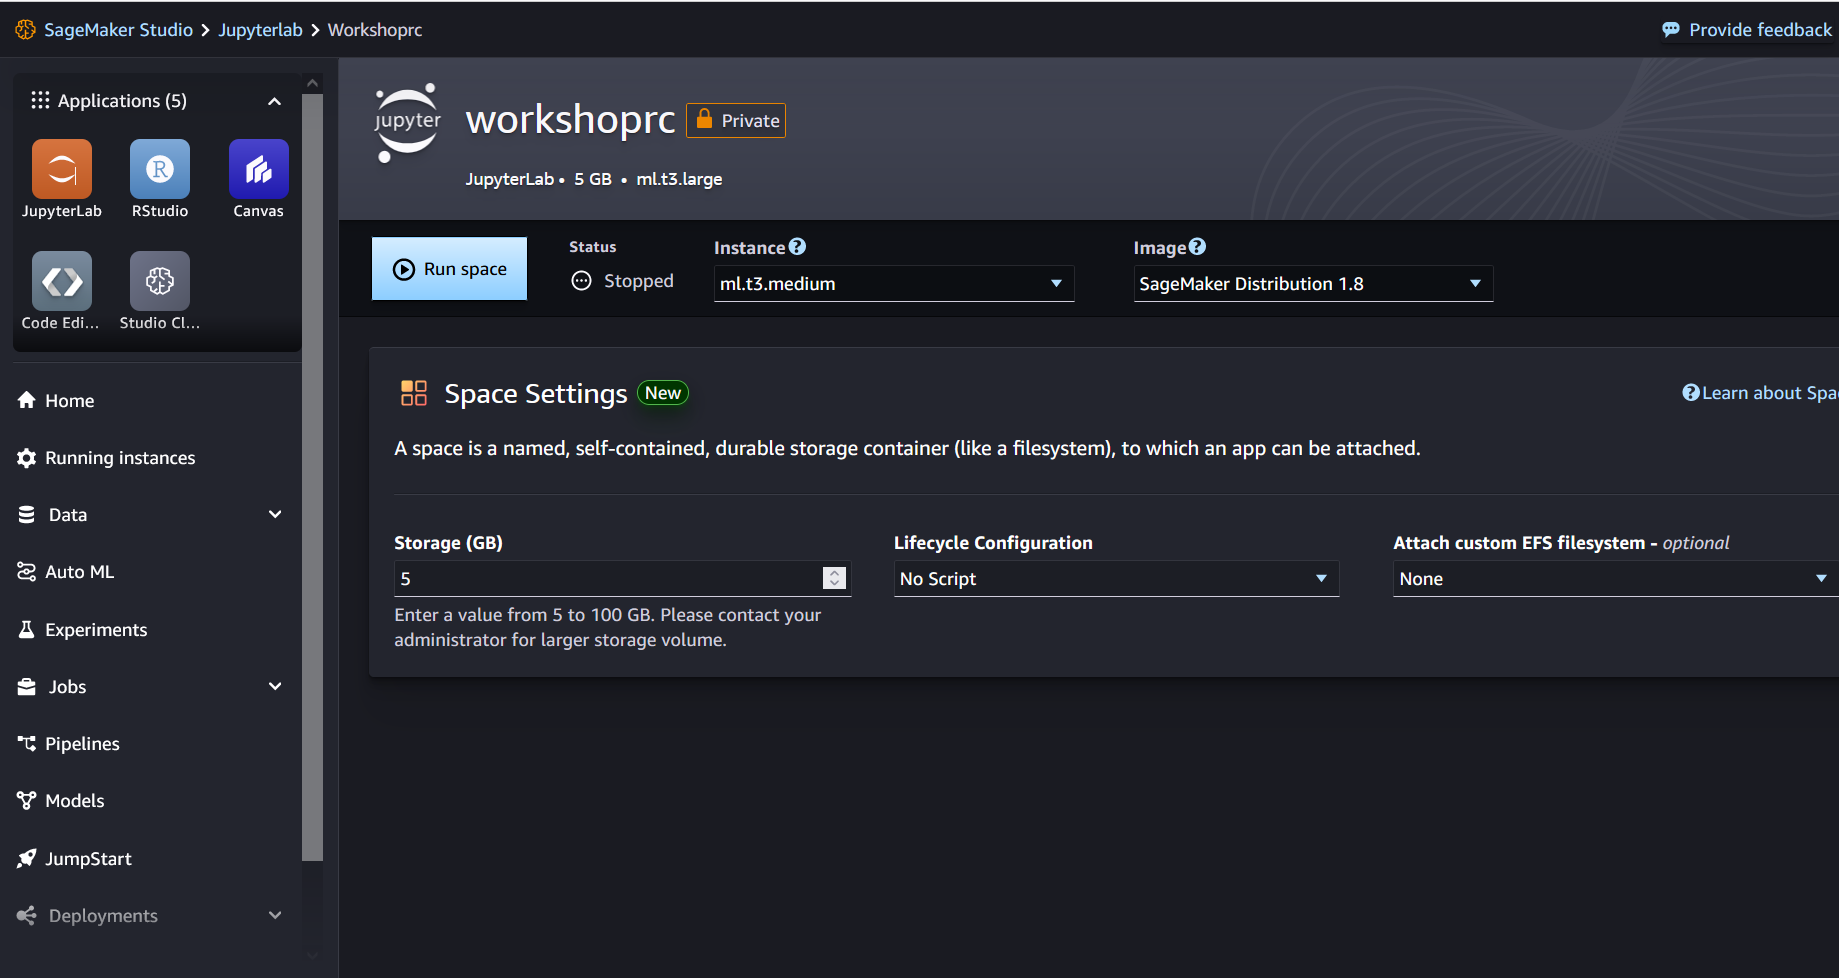 SageMaker Studio > Jupyterlab > Workshoprc
Provide feedback
Applications (5)
JupyterLab
RStudio
Canvas
Code Edi...
Studio Cl...
Home
Running instances
Data
Auto ML
Experiments
Jobs
Pipelines
Models
JumpStart
Deployments
jupyter
workshoprc
Private
JupyterLab • 5 GB • ml.t3.large
Run space
Status
Stopped
Instance
ml.t3.medium
Image
SageMaker Distribution 1.8
Space Settings
New
Learn about Spa
A space is a named, self-contained, durable storage container (like a filesystem), to which an app can be attached.
Storage (GB)
5
Enter a value from 5 to 100 GB. Please contact your
administrator for larger storage volume.
Lifecycle Configuration
No Script
Attach custom EFS filesystem - optional
None